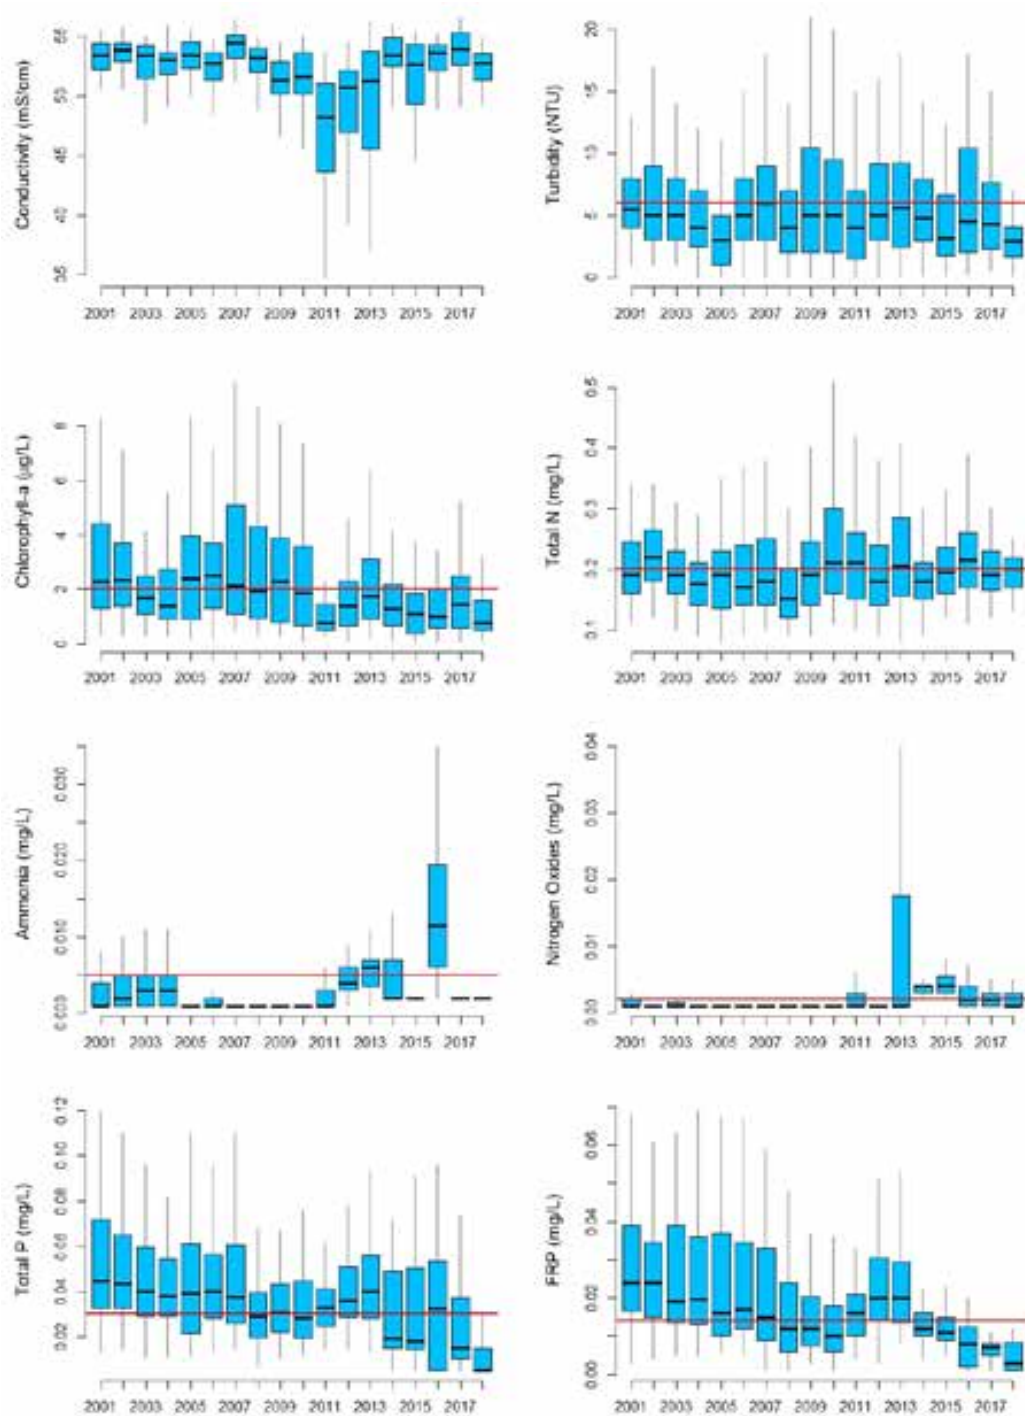 Conductivity (mS/cm)
55
50
45
40
35
2001 2003 2005 2007 2009 2011 2013 2015 2017
Turbidity (NTU)
20
15
10
5
0
2001 2003 2005 2007 2009 2011 2013 2015 2017
Chlorophyll-a (µg/L)
8
6
4
2
0
2001 2003 2005 2007 2009 2011 2013 2015 2017
Total N (mg/L)
0.5
0.4
0.3
0.2
0.1
2001 2003 2005 2007 2009 2011 2013 2015 2017
Ammonia (mg/L)
0.030
0.020
0.010
0.000
2001 2003 2005 2007 2009 2011 2013 2015 2017
Nitrogen Oxides (mg/L)
0.04
0.03
0.02
0.01
0.00
2001 2003 2005 2007 2009 2011 2013 2015 2017
Total P (mg/L)
0.12
0.10
0.08
0.06
0.04
0.02
2001 2003 2005 2007 2009 2011 2013 2015 2017
FRP (mg/L)
0.06
0.04
0.02
0.00
2001 2003 2005 2007 2009 2011 2013 2015 2017